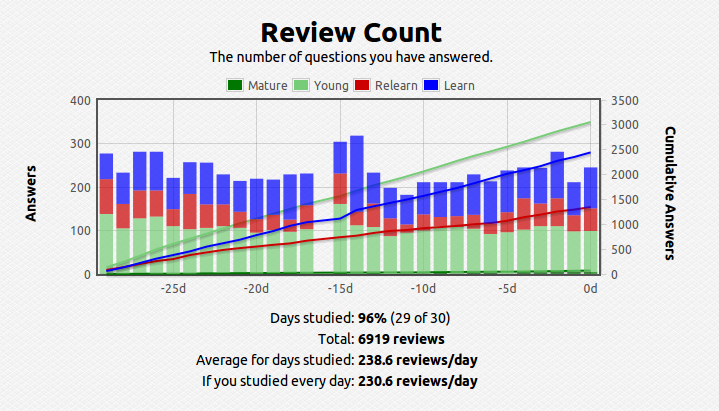 Review Count
The number of questions you have answered.
Mature Young Relearn Learn
400 3500
3000
300 2500
2000
200 1500
100 1000
500
0 0
Answers
Cumulative Answers
-25d -20d -15d -10d -5d 0d
Days studied: 96% (29 of 30)
Total: 6919 reviews
Average for days studied: 238.6 reviews/day
If you studied every day: 230.6 reviews/day